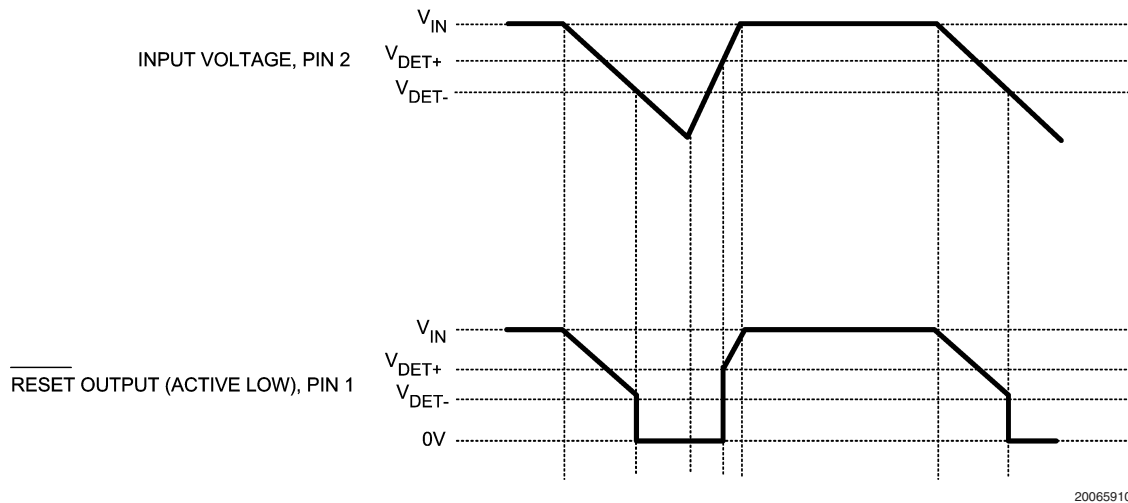 V_IN
INPUT VOLTAGE, PIN 2
V_DET+
V_DET-
V_IN
V_DET+
RESET OUTPUT (ACTIVE LOW), PIN 1
V_DET-
0V
20065910